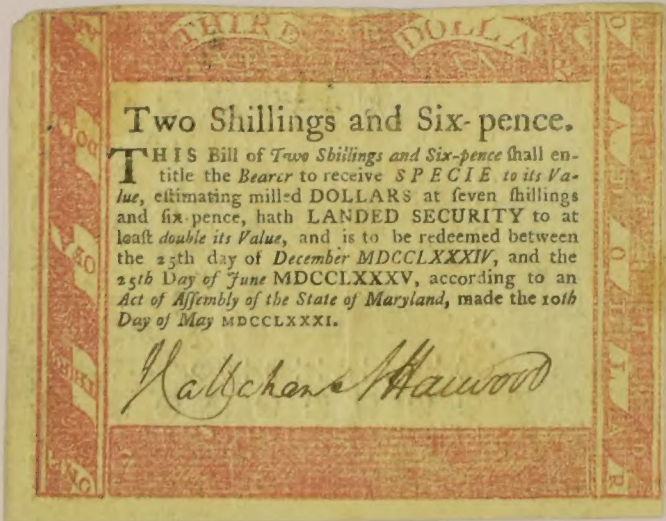 THIRD DOLLA
Two Shillings and Six-pence.
THIS Bill of Two Shillings and Six-pence ſhall en-
title the Bearer to receive SPECIE to its Va-
lue, eſtimating milled DOLLARS at ſeven ſhillings
and ſix-pence, hath LANDED SECURITY to at
leaſt double its Value, and is to be redeemed between
the 25th day of December MDCCLXXXIV, and the
25th Day of June MDCCLXXXV, according to an
Act of Aſſembly of the State of Maryland, made the 10th
Day of May MDCCLXXXI.